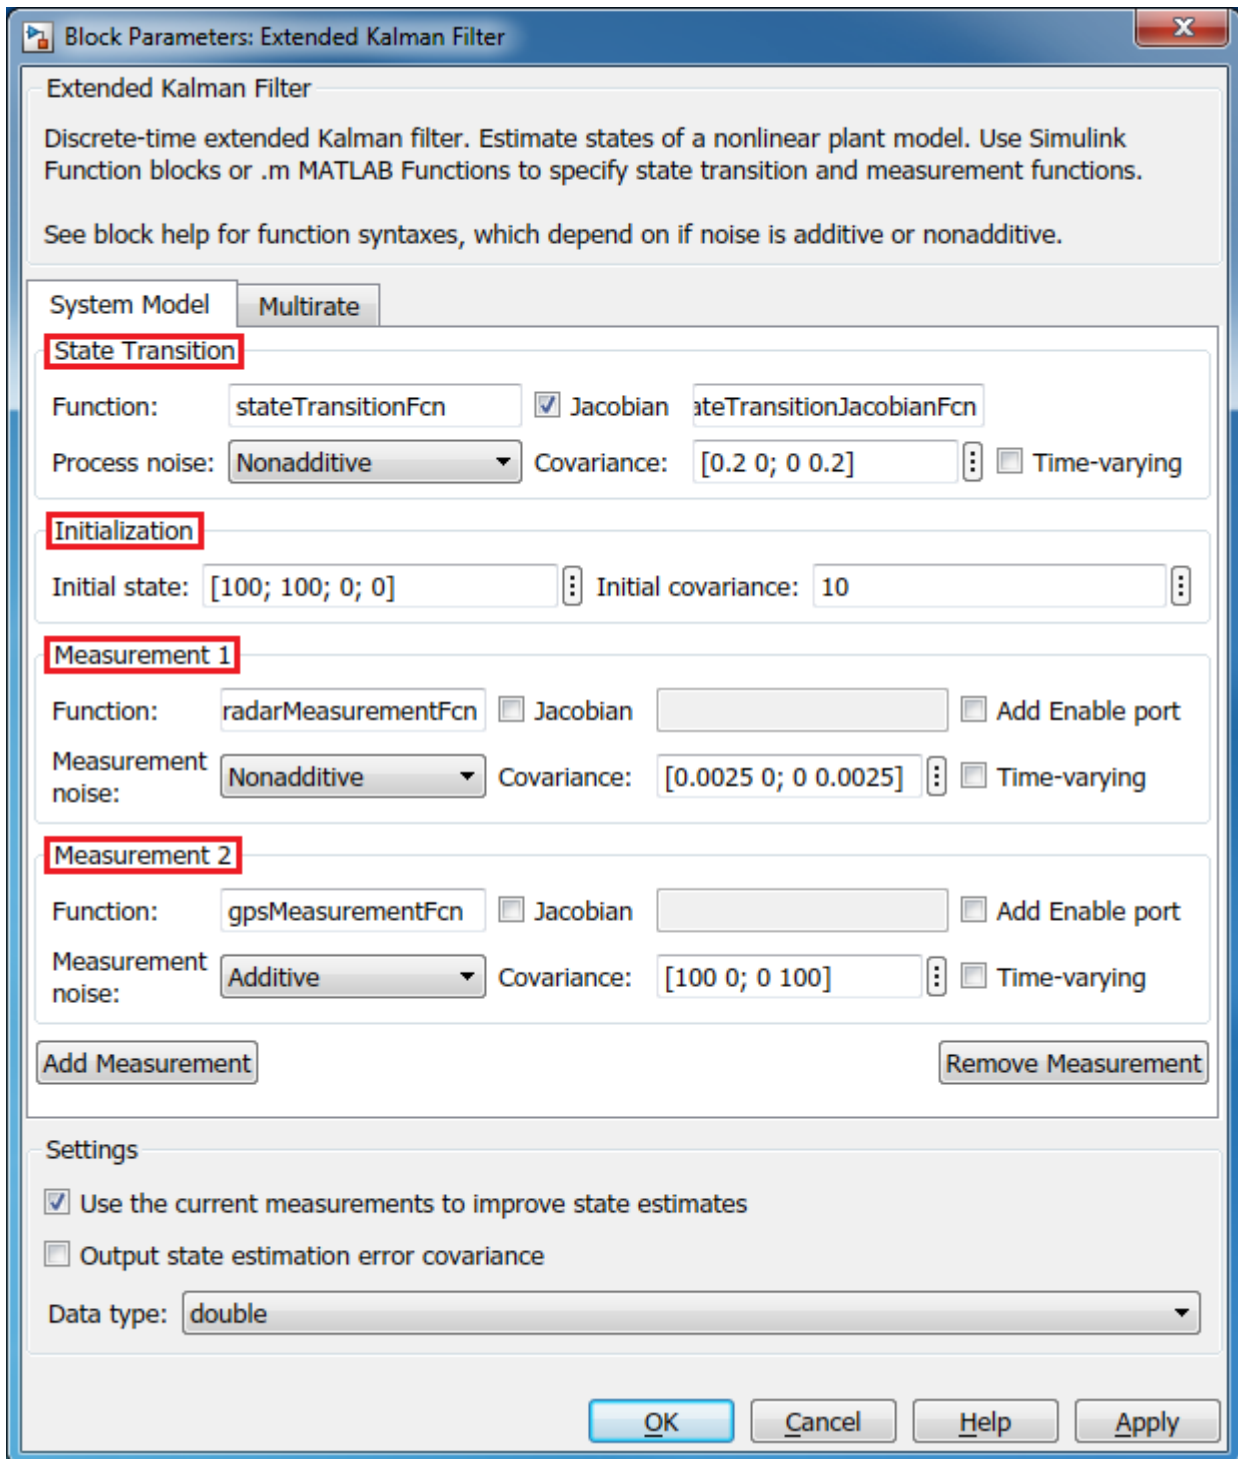 Block Parameters: Extended Kalman Filter
X
Extended Kalman Filter
Discrete-time extended Kalman filter. Estimate states of a nonlinear plant model. Use Simulink
Function blocks or .m MATLAB Functions to specify state transition and measurement functions.
See block help for function syntaxes, which depend on if noise is additive or nonadditive.
System Model Multirate
State Transition
Function: stateTransitionFcn Jacobian ateTransitionJacobianFcn
Process noise: Nonadditive Covariance: [0.2 0; 0 0.2] Time-varying
Initialization
Initial state: [100; 100; 0; 0] Initial covariance: 10
Measurement 1
Function: radarMeasurementFcn Jacobian Add Enable port
Measurement
noise: Nonadditive Covariance: [0.0025 0; 0 0.0025] Time-varying
Measurement 2
Function: gpsMeasurementFcn Jacobian Add Enable port
Measurement
noise: Additive Covariance: [100 0; 0 100] Time-varying
Add Measurement Remove Measurement
Settings
Use the current measurements to improve state estimates
Output state estimation error covariance
Data type: double
OK Cancel Help Apply